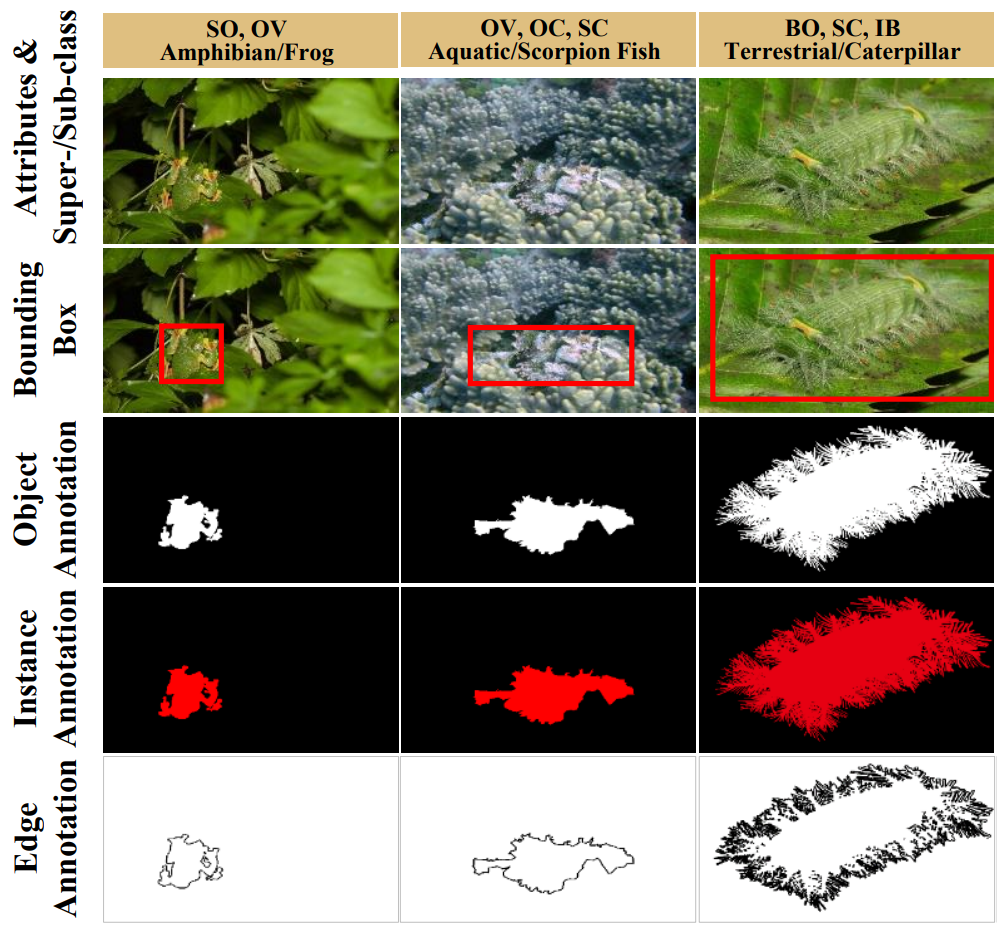 SO, OV
Amphibian/Frog
OV, OC, SC
Aquatic/Scorpion Fish
BO, SC, IB
Terrestrial/Caterpillar
Attributes &
Super-/Sub-class
Bounding
Box
Object
Annotation
Instance
Annotation
Edge
Annotation